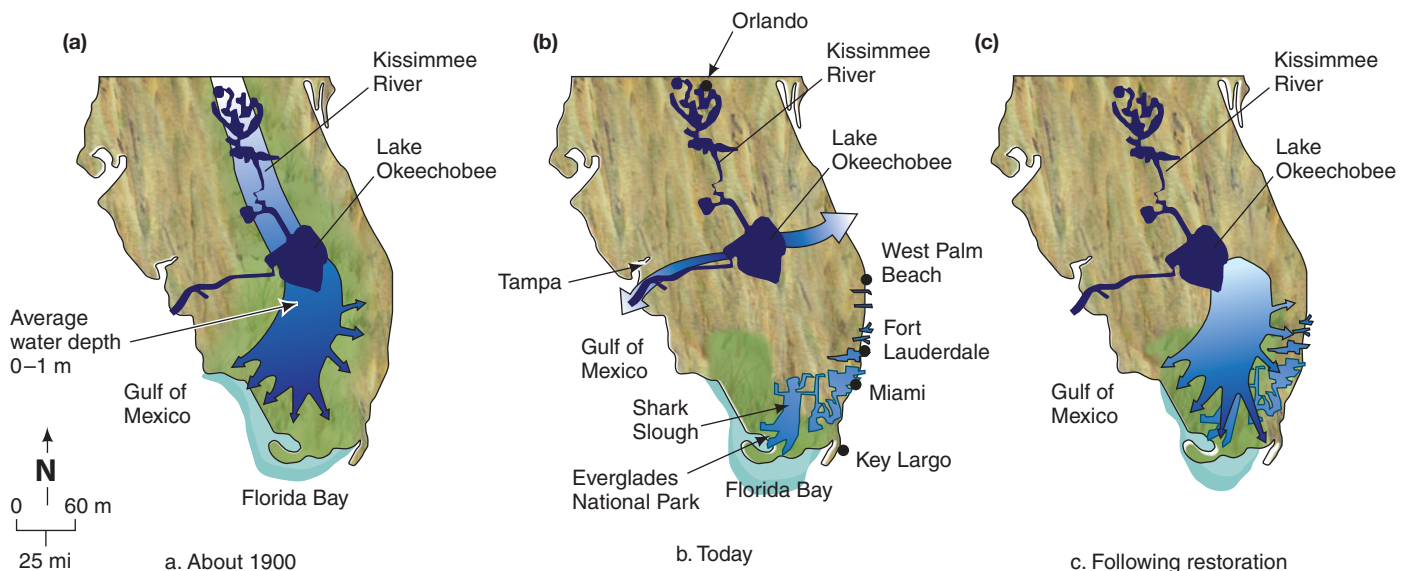 (a)
Kissimmee
River
Lake
Okeechobee
Average
water depth
0–1 m
Gulf of
Mexico
N
0 60 m
25 mi
Florida Bay
a. About 1900
(b)
Orlando
Kissimmee
River
Lake
Okeechobee
Tampa
West Palm
Beach
Gulf of
Mexico
Fort
Lauderdale
Miami
Shark
Slough
Key Largo
Everglades
National Park
Florida Bay
b. Today
(c)
Kissimmee
River
Lake
Okeechobee
Gulf of
Mexico
c. Following restoration